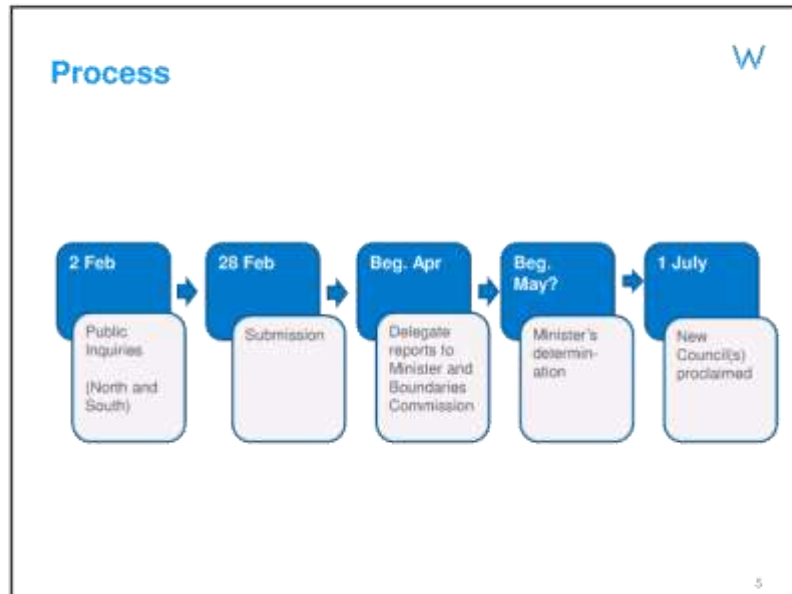 W
Process
2 Feb
Public
Inquiries
(North and
South)
28 Feb
Submission
Beg. Apr
Delegate
reports to
Minister and
Boundaries
Commission
Beg.
May?
Minister's
determin-
ation
1 July
New
Council(s)
proclaimed
5